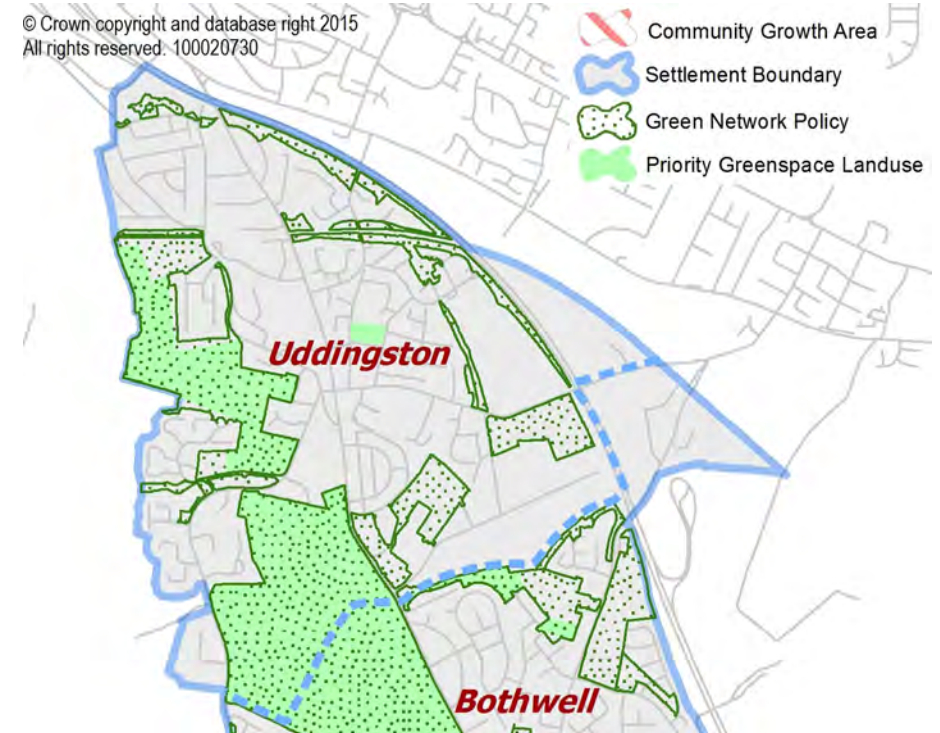 © Crown copyright and database right 2015
All rights reserved. 100020730
Community Growth Area
Settlement Boundary
Green Network Policy
Priority Greenspace Landuse
Uddingston
Bothwell